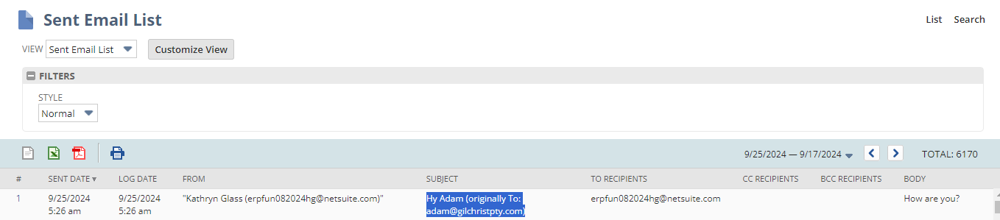 Sent Email List
List Search
VIEW Sent Email List Customize View
FILTERS
STYLE
Normal
9/25/2024 — 9/17/2024 TOTAL: 6170
# SENT DATE LOG DATE FROM SUBJECT TO RECIPIENTS CC RECIPIENTS BCC RECIPIENTS BODY
1 9/25/2024 9/25/2024 "Kathryn Glass (erpfun082024hg@netsuite.com)" Hy Adam (originally To: erpfun082024hg@netsuite.com How are you?
5:26 am 5:26 am adam@gilchristpty.com)